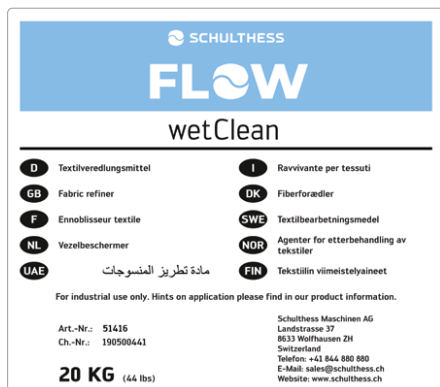 SCHULTHESS
FLOW
wetClean
D Textilveredlungsmittel
GB Fabric refiner
F Ennoblisseur textile
NL Vezelbeschermer
UAE مادة تطريز المنسوجات
I Ravvivante per tessuti
DK Fiberforædler
SWE Textilbearbetningsmedel
NOR Agenter for etterbehandling av
tekstiler
FIN Tekstiilin viimeistelyaineet
For industrial use only. Hints on application please find in our product information.
Art.-Nr.: 51416
Ch.-Nr.: 190500441
20 KG (44 lbs)
Schulthess Maschinen AG
Landstrasse 37
8633 Wolfhausen ZH
Switzerland
Telefon: +41 844 880 880
E-Mail: sales@schulthess.ch
Website: www.schulthess.ch